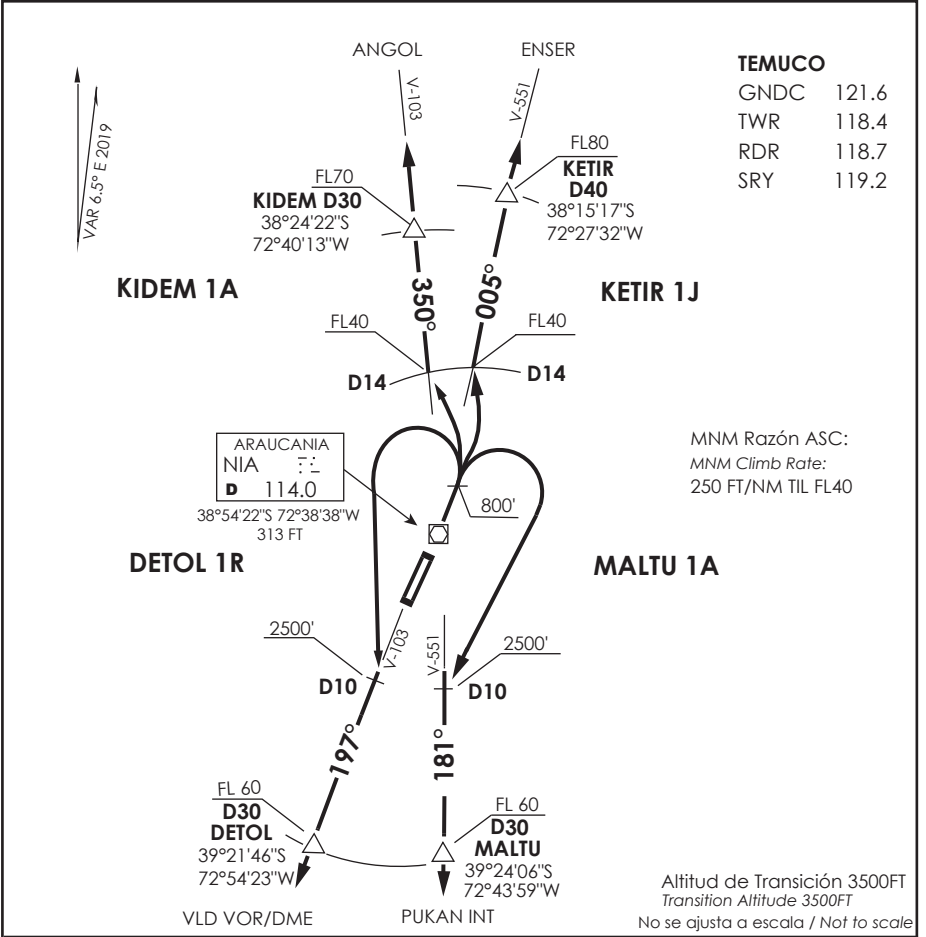 ANGOL
ENSER
V-103
V-551
TEMUCO
GNDC 121.6
TWR 118.4
RDR 118.7
SRY 119.2
VAR 6.5° E 2019
FL70
KIDEM D30
38°24'22"S
72°40'13"W
FL80
KETIR
D40
38°15'17"S
72°27'32"W
KIDEM 1A
350°
005°
KETIR 1J
FL40
FL40
D14
D14
ARAUCANIA
NIA
D 114.0
38°54'22"S 72°38'38"W
313 FT
MNM Razón ASC:
MNM Climb Rate:
250 FT/NM TIL FL40
800'
DETOL 1R
MALTU 1A
2500'
V-103
V-551
2500'
D10
D10
197°
181°
FL 60
D30
DETOL
39°21'46"S
72°54'23"W
FL 60
D30
MALTU
39°24'06"S
72°43'59"W
VLD VOR/DME
PUKAN INT
Altitud de Transición 3500FT
Transition Altitude 3500FT
No se ajusta a escala / Not to scale